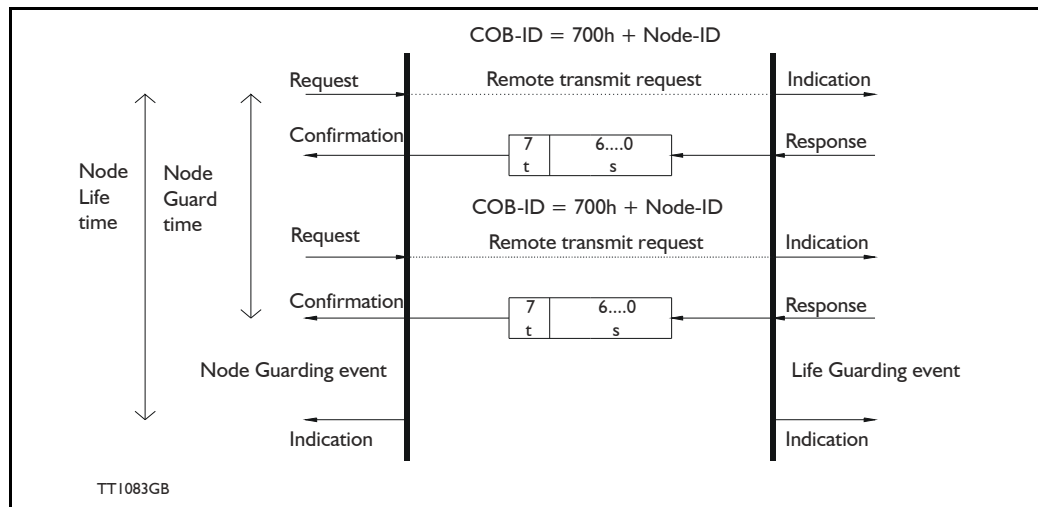 COB-ID = 700h + Node-ID
Request
Remote transmit request
Indication
Confirmation
7
6....0
Response
t
s
Node
Life
time
Node
Guard
time
COB-ID = 700h + Node-ID
Request
Remote transmit request
Indication
Confirmation
7
6....0
Response
t
s
Node Guarding event
Life Guarding event
Indication
Indication
TT1083GB